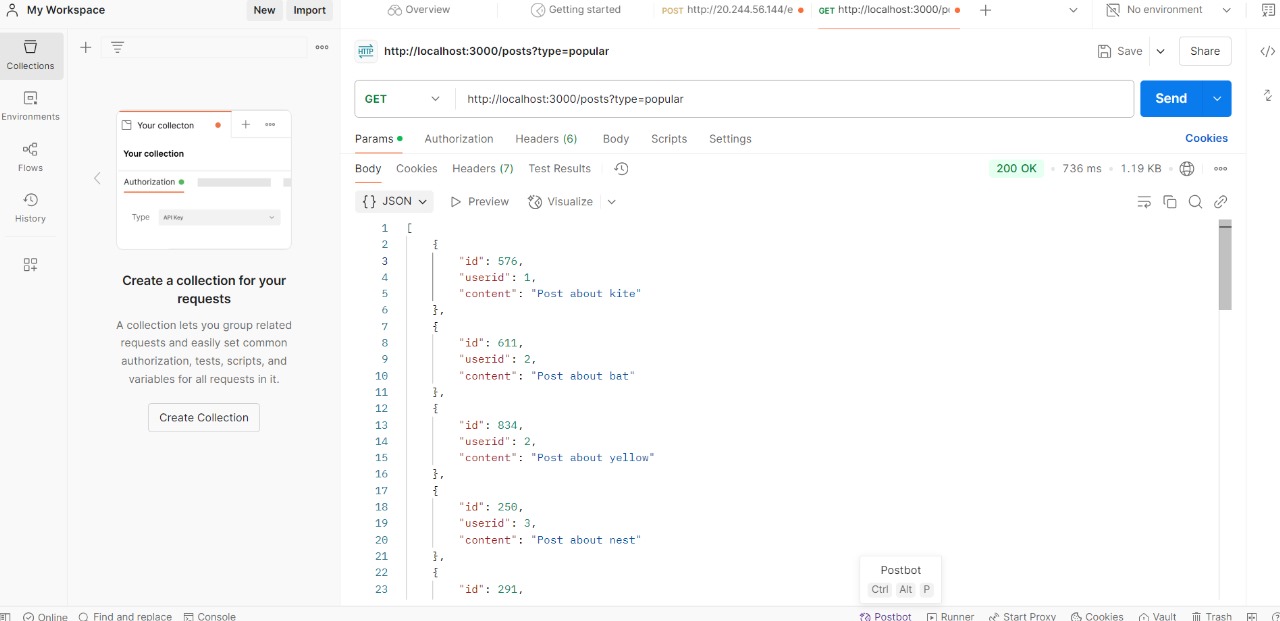 My Workspace
New
Import
Overview
Getting started
POST http://20.244.56.144/e
GET http://localhost:3000/p
No environment
Collections
Environments
Flows
History
Your collecton
Your collection
Authorization
Type
API Key
Create a collection for your
requests
A collection lets you group related
requests and easily set common
authorization, tests, scripts, and
variables for all requests in it.
Create Collection
HTTP
http://localhost:3000/posts?type=popular
Save
Share
GET
http://localhost:3000/posts?type=popular
Send
Params
Authorization
Headers (6)
Body
Scripts
Settings
Cookies
Body
Cookies
Headers (7)
Test Results
200 OK
736 ms
1.19 KB
{} JSON
Preview
Visualize
1 [
2 {
3 "id": 576,
4 "userid": 1,
5 "content": "Post about kite"
6 },
7 {
8 "id": 611,
9 "userid": 2,
10 "content": "Post about bat"
11 },
12 {
13 "id": 834,
14 "userid": 2,
15 "content": "Post about yellow"
16 },
17 {
18 "id": 250,
19 "userid": 3,
20 "content": "Post about nest"
21 },
22 {
23 "id": 291,
Postbot
Ctrl Alt P
Online
Find and replace
Console
Postbot
Runner
Start Proxy
Cookies
Vault
Trash